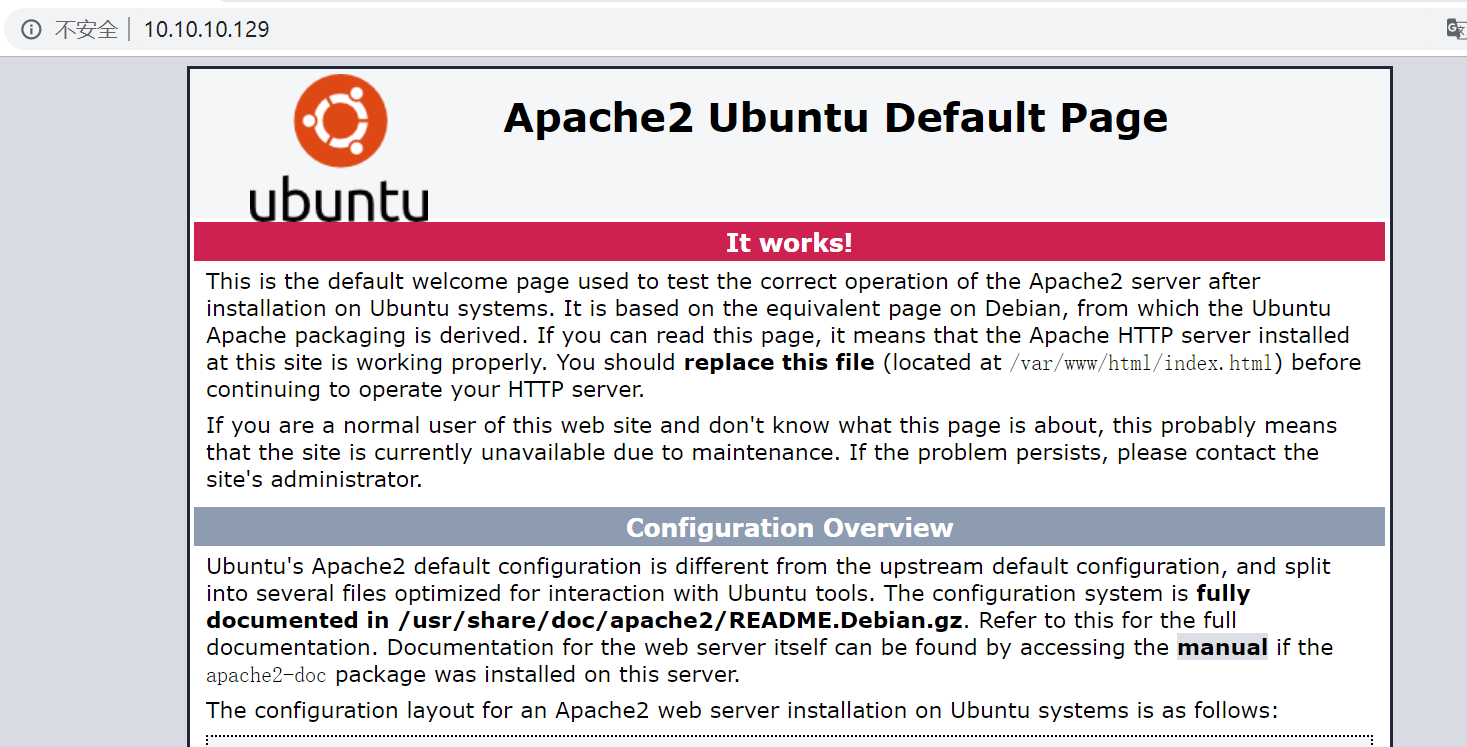 不安全 | 10.10.10.129
Apache2 Ubuntu Default Page
ubuntu
It works!
This is the default welcome page used to test the correct operation of the Apache2 server after
installation on Ubuntu systems. It is based on the equivalent page on Debian, from which the Ubuntu
Apache packaging is derived. If you can read this page, it means that the Apache HTTP server installed
at this site is working properly. You should replace this file (located at /var/www/html/index.html) before
continuing to operate your HTTP server.
If you are a normal user of this web site and don't know what this page is about, this probably means
that the site is currently unavailable due to maintenance. If the problem persists, please contact the
site's administrator.
Configuration Overview
Ubuntu's Apache2 default configuration is different from the upstream default configuration, and split
into several files optimized for interaction with Ubuntu tools. The configuration system is fully
documented in /usr/share/doc/apache2/README.Debian.gz. Refer to this for the full
documentation. Documentation for the web server itself can be found by accessing the manual if the
apache2-doc package was installed on this server.
The configuration layout for an Apache2 web server installation on Ubuntu systems is as follows: